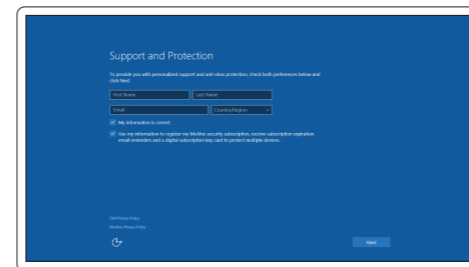 Support and Protection
To provide you with personalized support and anti-virus protection, check both preferences below and
click Next.
First Name Last Name
Email Country/Region
My information is correct.
Use my information to register my McAfee security subscription, receive subscription expiration
email reminders and a digital subscription key card to protect multiple devices.
Dell Privacy Policy
McAfee Privacy Policy
Next